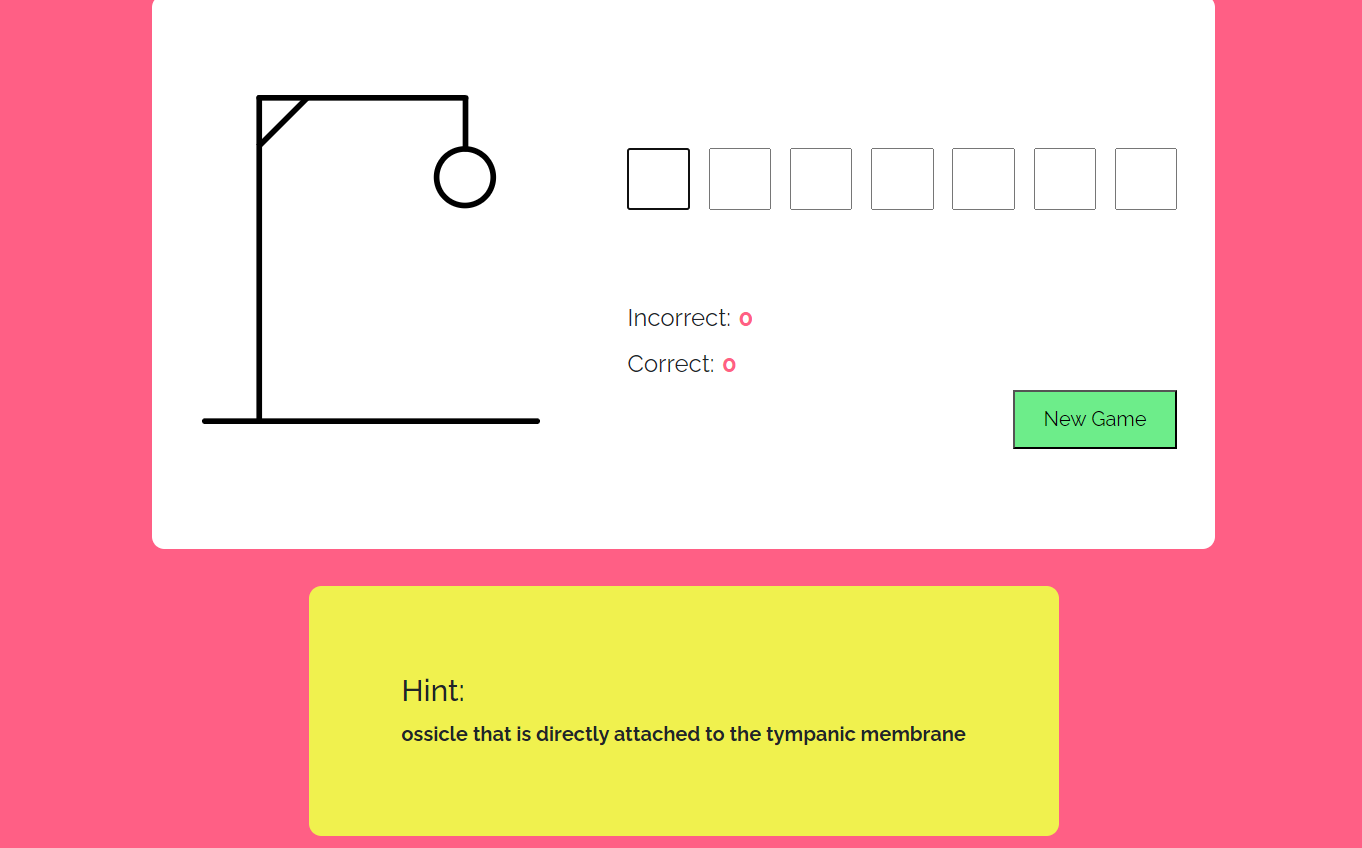 Incorrect: 0
Correct: 0
New Game
Hint:
ossicle that is directly attached to the tympanic membrane